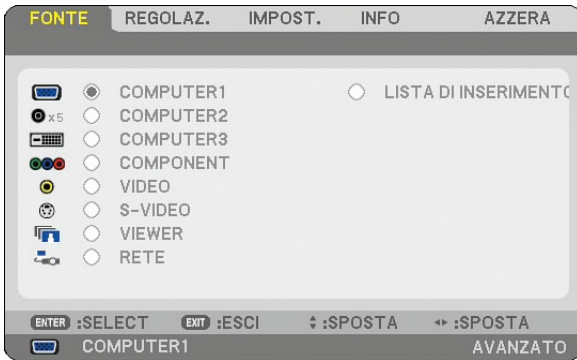 FONTE REGOLAZ. IMPOST. INFO AZZERA
COMPUTER1 LISTA DI INSERIMENTO
x5 COMPUTER2
COMPUTER3
COMPONENT
VIDEO
S-VIDEO
VIEWER
RETE
ENTER :SELECT EXIT :ESCI :SPOSTA :SPOSTA
COMPUTER1 AVANZATO